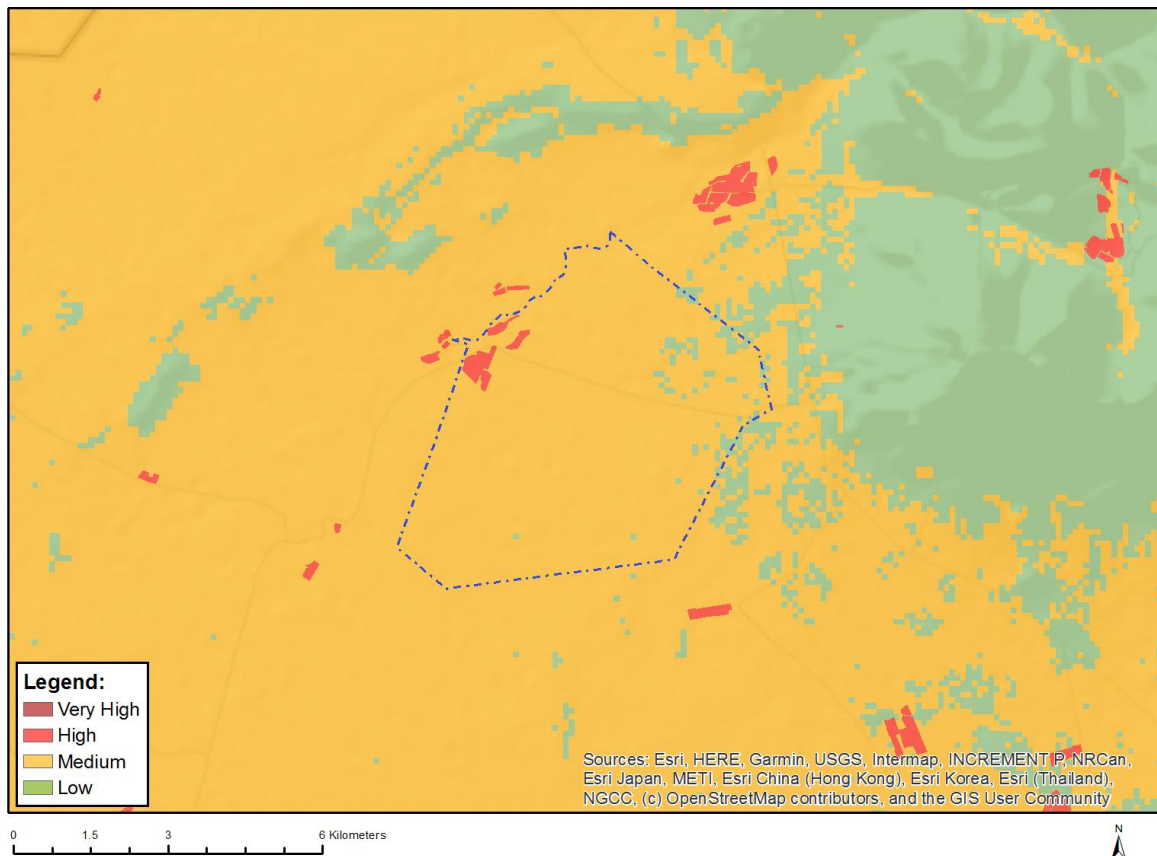 Legend:
Very High
High
Medium
Low
Sources: Esri, HERE, Garmin, USGS, Intermap, INCREMENT P, NRCan,
Esri Japan, METI, Esri China (Hong Kong), Esri Korea, Esri (Thailand),
NGCC, (c) OpenStreetMap contributors, and the GIS User Community
0 1.5 3 6 Kilometers
N